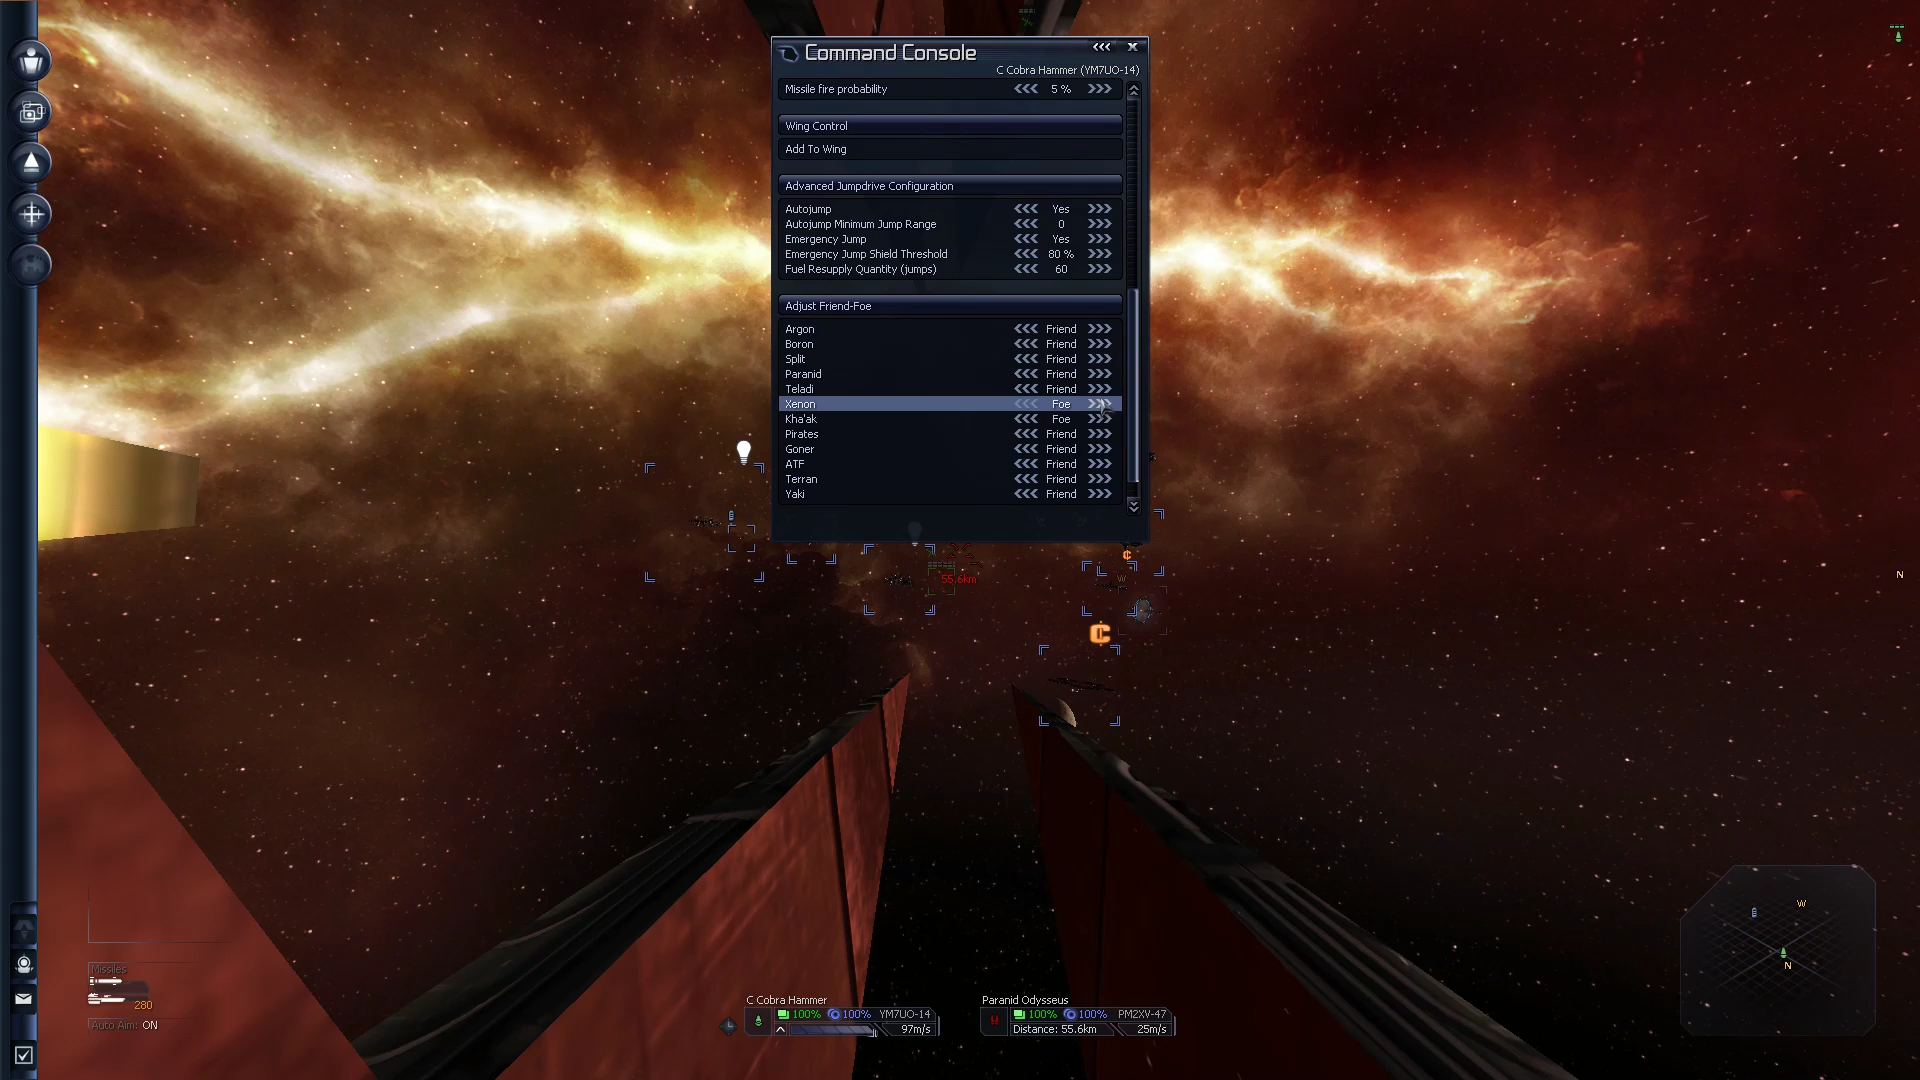 Command Console
C Cobra Hammer (YM7UO-14)
Missile fire probability 5 %
Wing Control
Add To Wing
Advanced Jumpdrive Configuration
Autojump Yes
Autojump Minimum Jump Range 0
Emergency Jump Yes
Emergency Jump Shield Threshold 80 %
Fuel Resupply Quantity (jumps) 60
Adjust Friend-Foe
Argon Friend
Boron Friend
Split Friend
Paranid Friend
Teladi Friend
Xenon Foe
Kha'ak Foe
Pirates Friend
Goner Friend
ATF Friend
Terran Friend
Yaki Friend
55.6km
W
N
W
N
Missiles
280
Auto Aim: ON
C Cobra Hammer
100% 100% YM7UO-14
97m/s
Paranid Odysseus
100% 100% PM2XV-47
Distance: 55.6km 25m/s